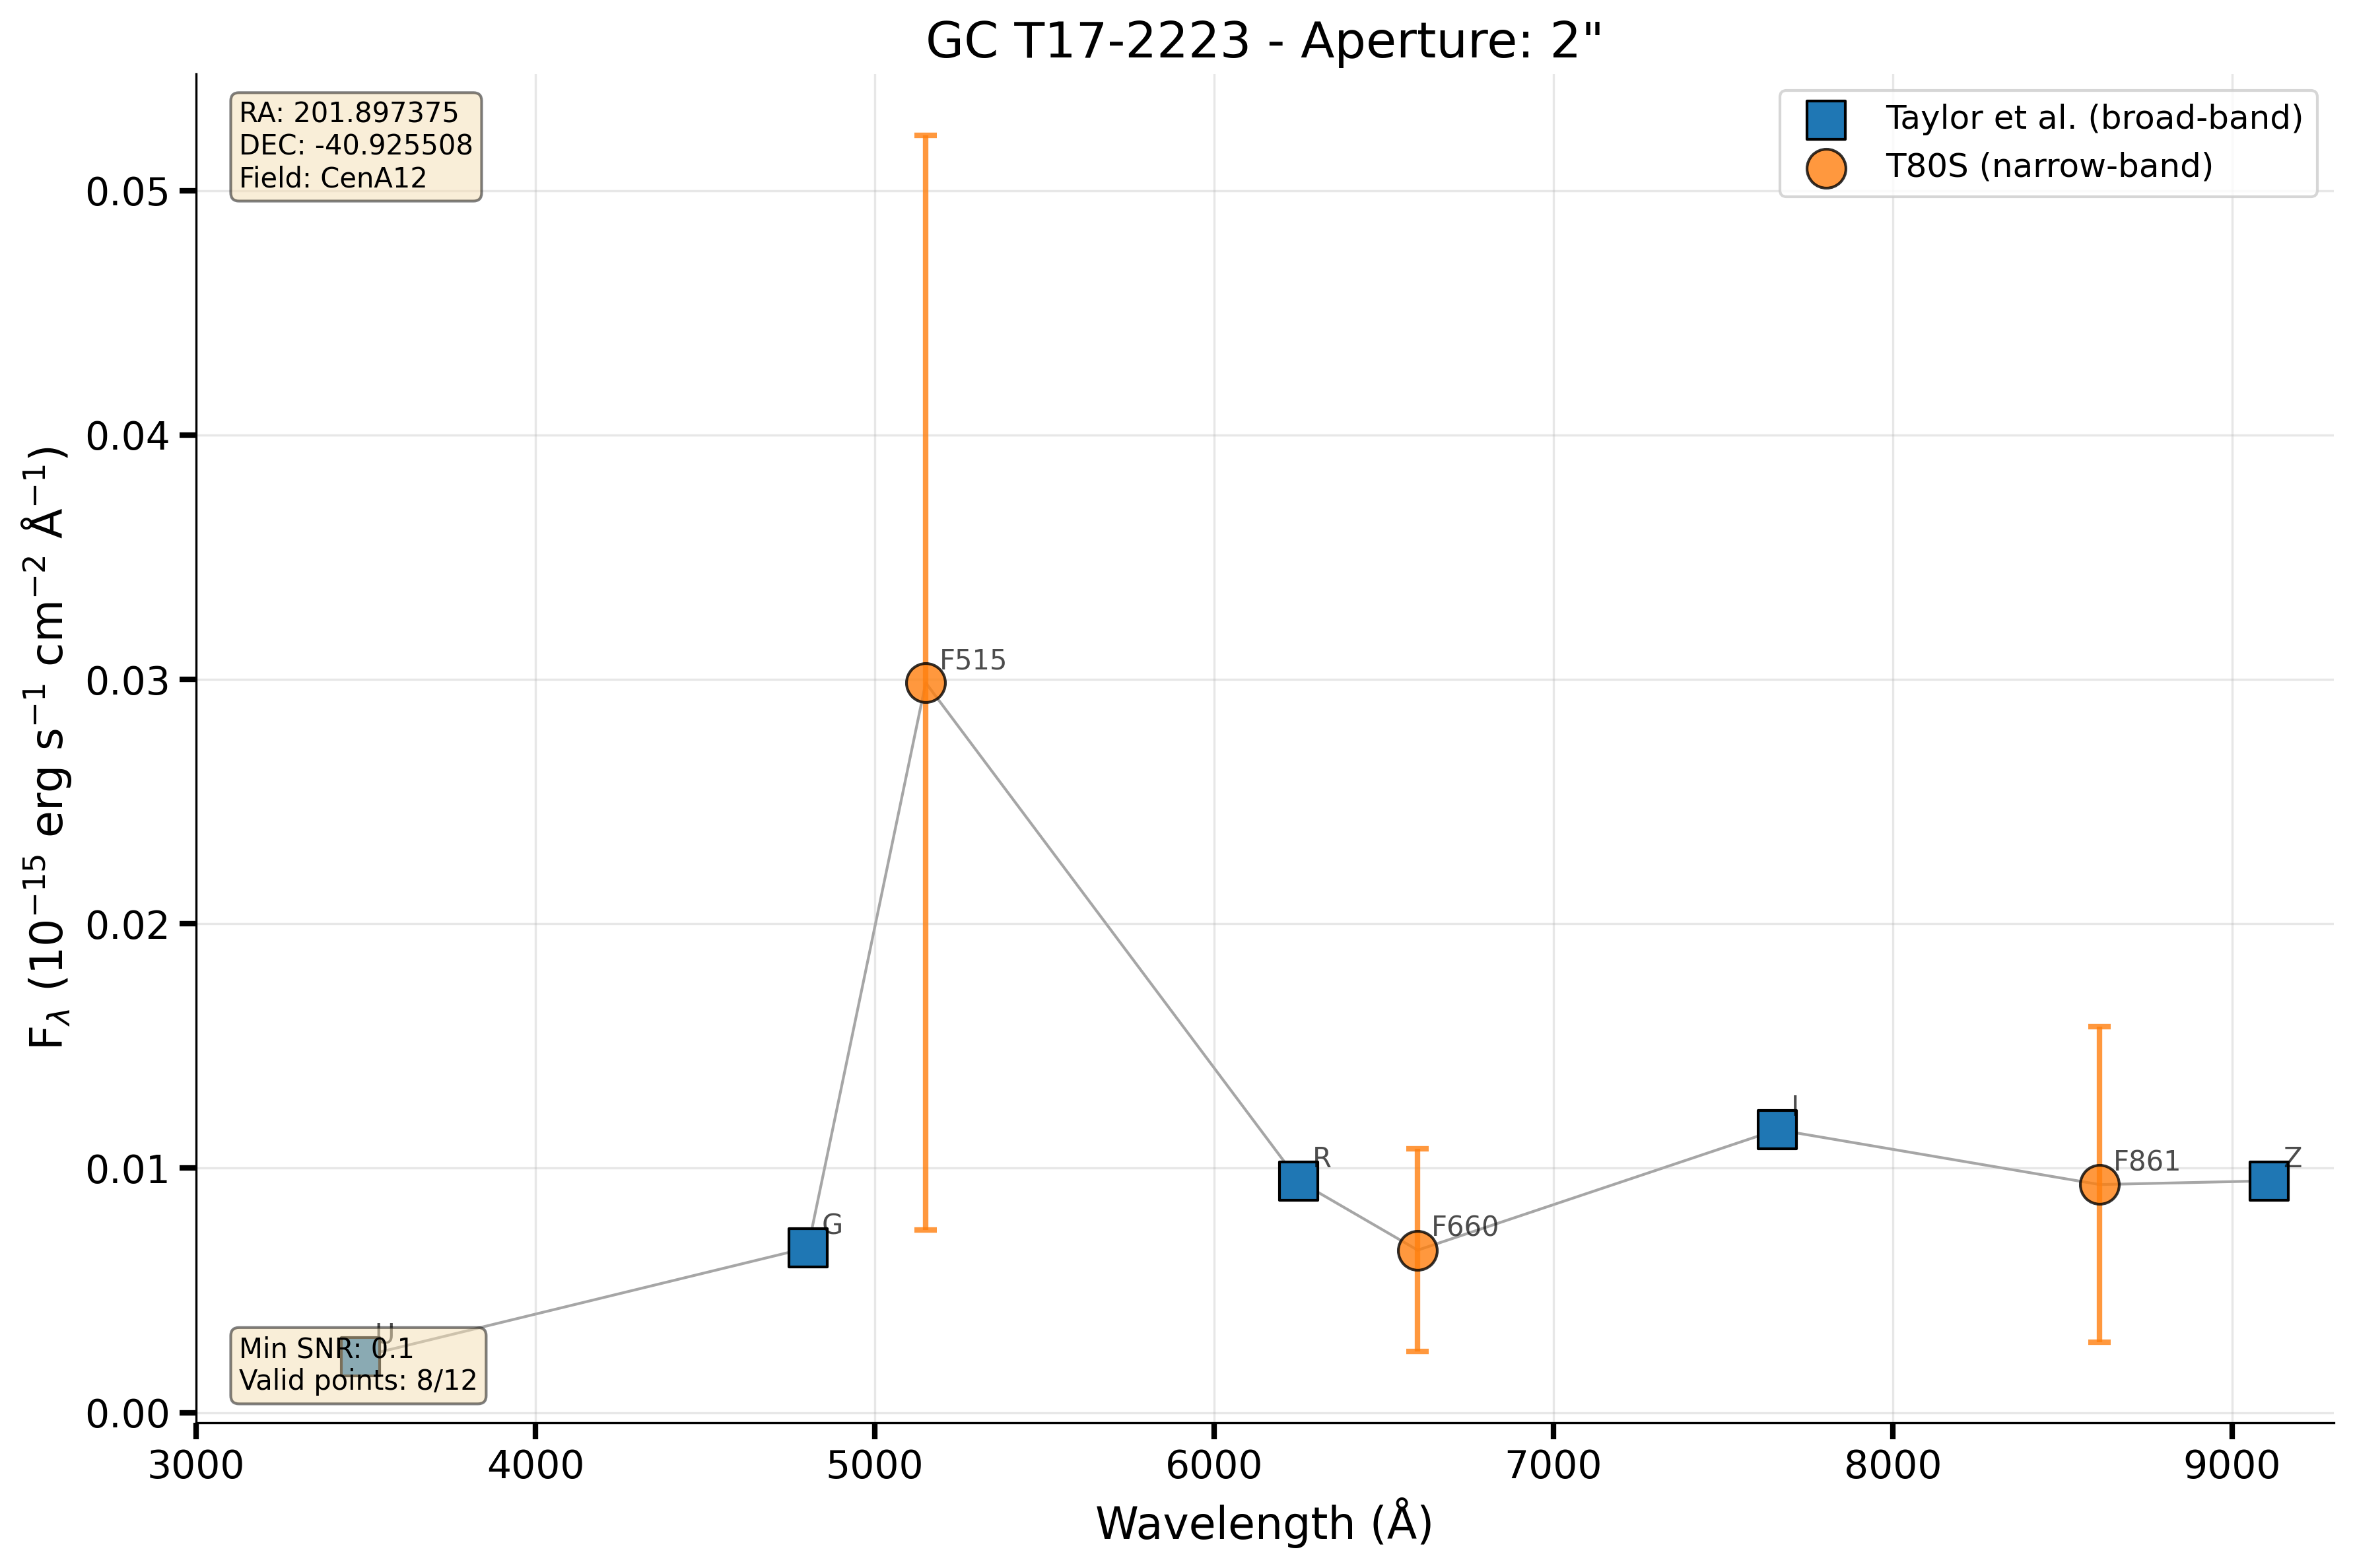 GC T17-2223 - Aperture: 2"
RA: 201.897375
DEC: -40.925508
Field: CenA12
Taylor et al. (broad-band)
T80S (narrow-band)
F_λ (10⁻¹⁵ erg s⁻¹ cm⁻² Å⁻¹)
0.05
0.04
0.03
0.02
0.01
0.00
F515
I
R
F861
Z
G
F660
U
Min SNR: 0.1
Valid points: 8/12
3000
4000
5000
6000
7000
8000
9000
Wavelength (Å)